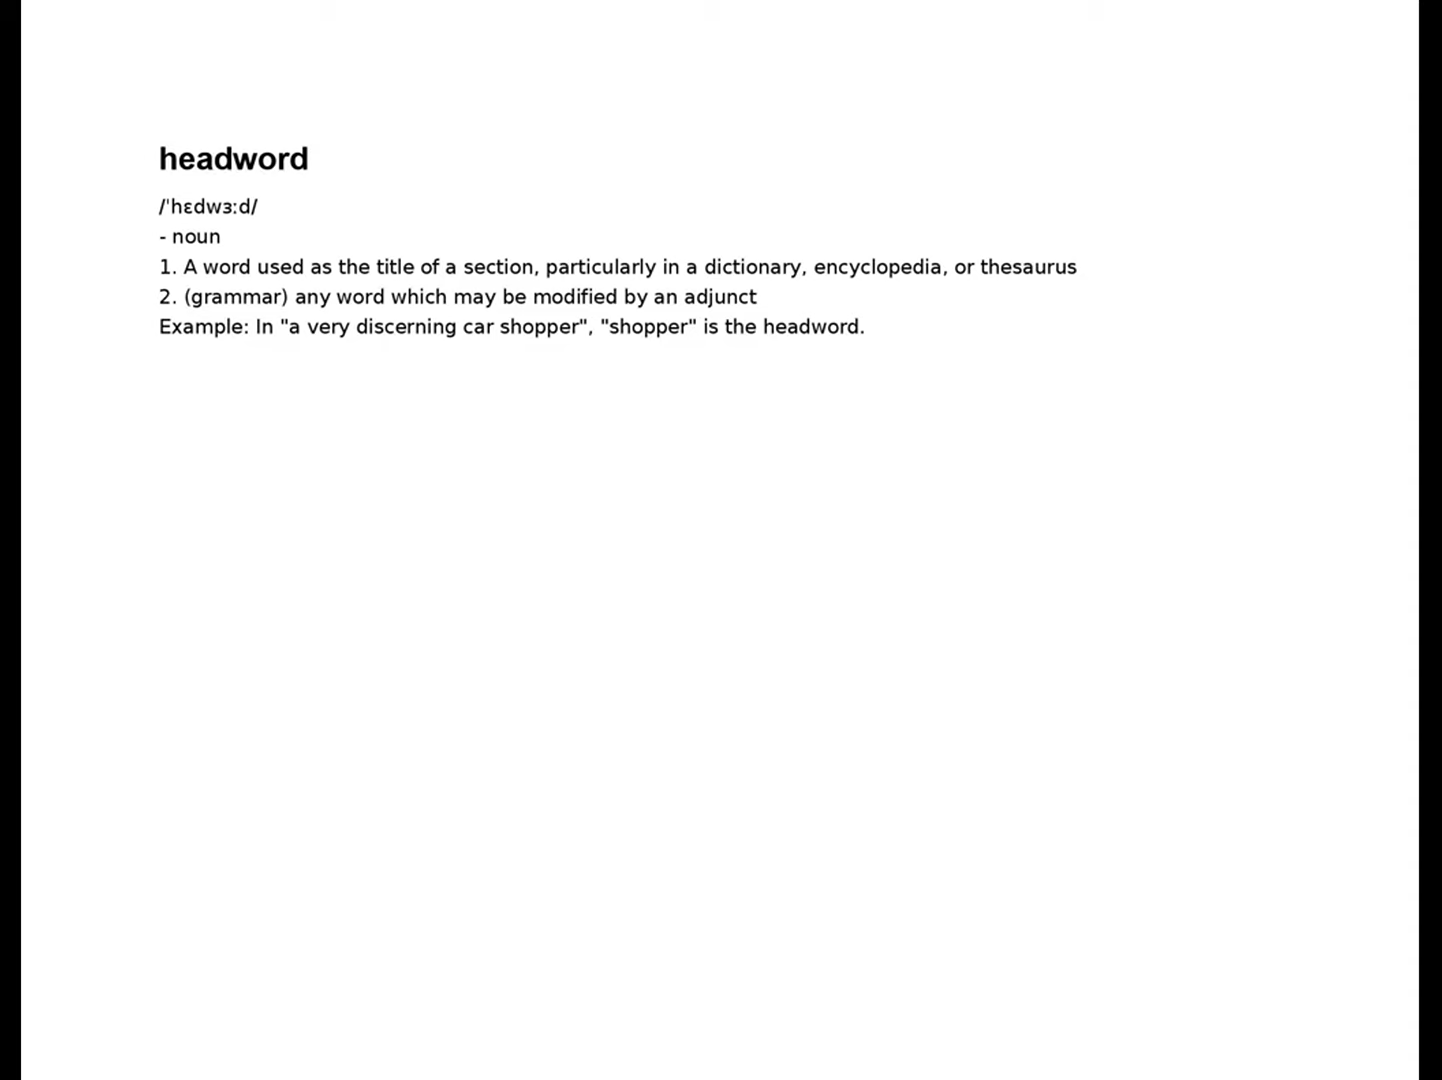 headword
/ˈhɛdwɜːd/
- noun
1. A word used as the title of a section, particularly in a dictionary, encyclopedia, or thesaurus
2. (grammar) any word which may be modified by an adjunct
Example: In "a very discerning car shopper", "shopper" is the headword.